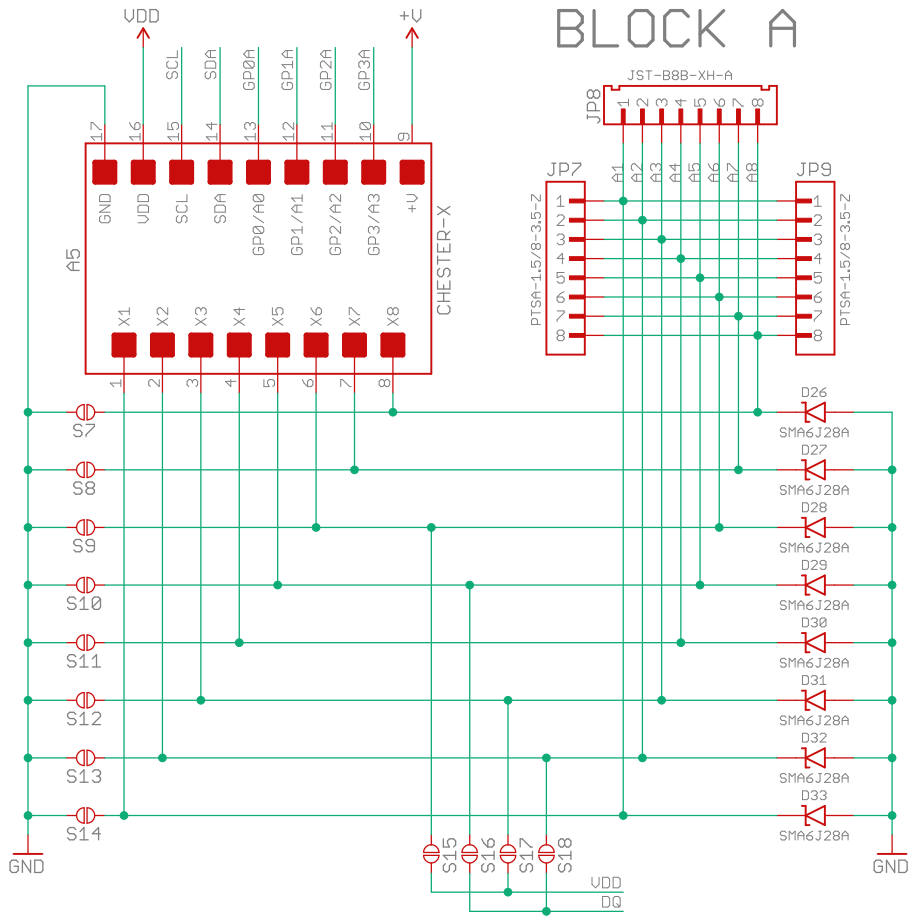 BLOCK A
VDD
+V
SCL
SDA
GP0A
GP1A
GP2A
GP3A
17
16
15
14
13
12
11
10
9
GND
VDD
SCL
SDA
GP0/A0
GP1/A1
GP2/A2
GP3/A3
+V
A5
CHESTER-X
X1
X2
X3
X4
X5
X6
X7
X8
1
2
3
4
5
6
7
8
JST-B8B-XH-A
JP8
1
2
3
4
5
6
7
8
A1
A2
A3
A4
A5
A6
A7
A8
JP7
PTSA-1.5/8-3.5-Z
1
2
3
4
5
6
7
8
JP9
1
2
3
4
5
6
7
8
PTSA-1.5/8-3.5-Z
S7
S8
S9
S10
S11
S12
S13
S14
D26
SMA6J28A
D27
SMA6J28A
D28
SMA6J28A
D29
SMA6J28A
D30
SMA6J28A
D31
SMA6J28A
D32
SMA6J28A
D33
SMA6J28A
S15
S16
S17
S18
GND
GND
VDD
DQ